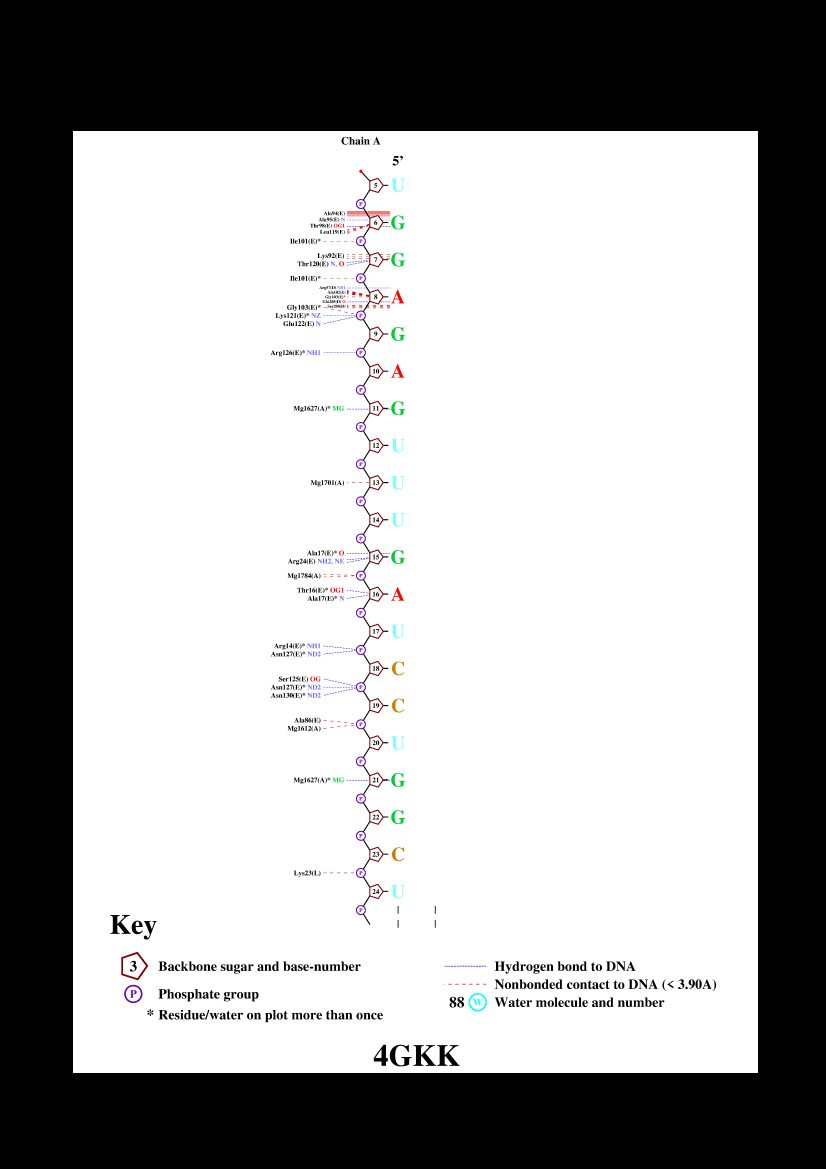 Chain A
5’
5 U
P
Ala94(E)
Ala95(E) N
Thr98(E) OG1
Leu119(E)
6 G
Ile101(E)* P
Lys92(E)
Thr120(E) N, O
7 G
Ile101(E)* P
8 A
Gly103(E)*
Lys121(E)* NZ
Glu122(E) N
P
9 G
Arg126(E)* NH1 P
10 A
P
Mg1627(A)* MG 11 G
P
12 U
P
Mg1701(A) 13 U
P
14 U
P
Ala17(E)* O
Arg24(E) NH2, NE
15 G
Mg1784(A) P
Thr16(E)* OG1
Ala17(E)* N
16 A
P
17 U
Arg14(E)* NH1
Asn127(E)* ND2
P
18 C
Ser125(E) OG
Asn127(E)* ND2
Asn130(E)* ND2
P
19 C
Ala86(E)
Mg1612(A)
P
20 U
P
Mg1627(A)* MG 21 G
P
22 G
P
23 C
Lys23(L) P
24 U
P
Key
3 Backbone sugar and base-number
P Phosphate group
* Residue/water on plot more than once
Hydrogen bond to DNA
Nonbonded contact to DNA (< 3.90A)
88 W Water molecule and number
4GKK